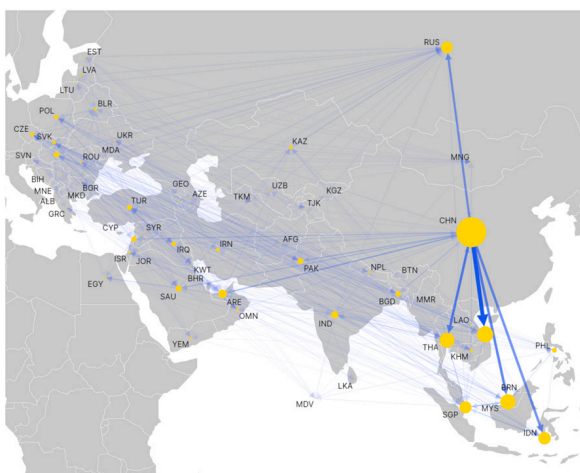 RUS
EST
LVA
LTU
BLR
POL
CZE
SVK
UKR
MDA
KAZ
SVN
ROU
MNG
BIH
MNE
ALB
MKD
BGR
GRC
GEO
AZE
TUR
TKM
UZB
KGZ
TJK
CHN
CYP
SYR
IRQ
IRN
AFG
ISR
JOR
KWT
BHR
PAK
NPL
BTN
EGY
SAU
ARE
OMN
BGD
MMR
LAO
IND
YEM
THA
KHM
PHL
LKA
MDV
BRN
SGP
MYS
IDN